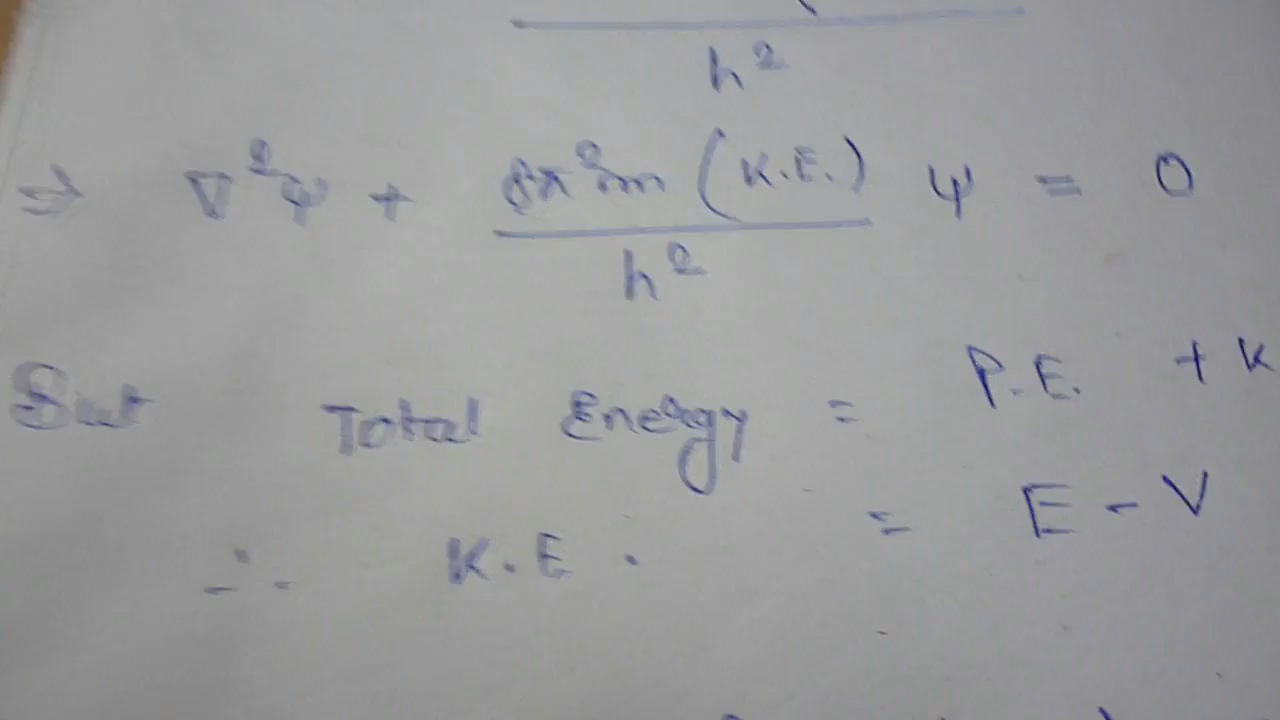 h²
⇒ ∇²ψ + 8π²m (K.E.) / h² ψ = 0
But Total Energy = P.E. + K
∴ K.E. = E - V